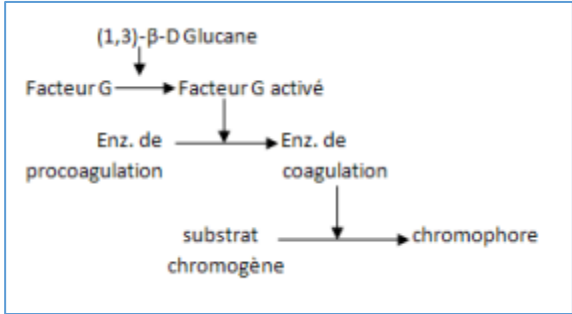 (1,3)-β-D Glucane
Facteur G Facteur G activé
Enz. de Enz. de
procoagulation coagulation
substrat chromophore
chromogène